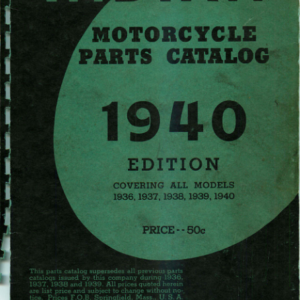 MOTORCYCLE
PARTS CATALOG
1940
EDITION
COVERING ALL MODELS
1936, 1937, 1938, 1939, 1940
PRICE - - 50c
This parts catalog supersedes all previous parts
catalogs issued by this company during 1936,
1937, 1938 and 1939. All prices quoted herein
are list price and subject to change without no-
tice. Prices F.O.B. Springfield, Mass., U.S.A.